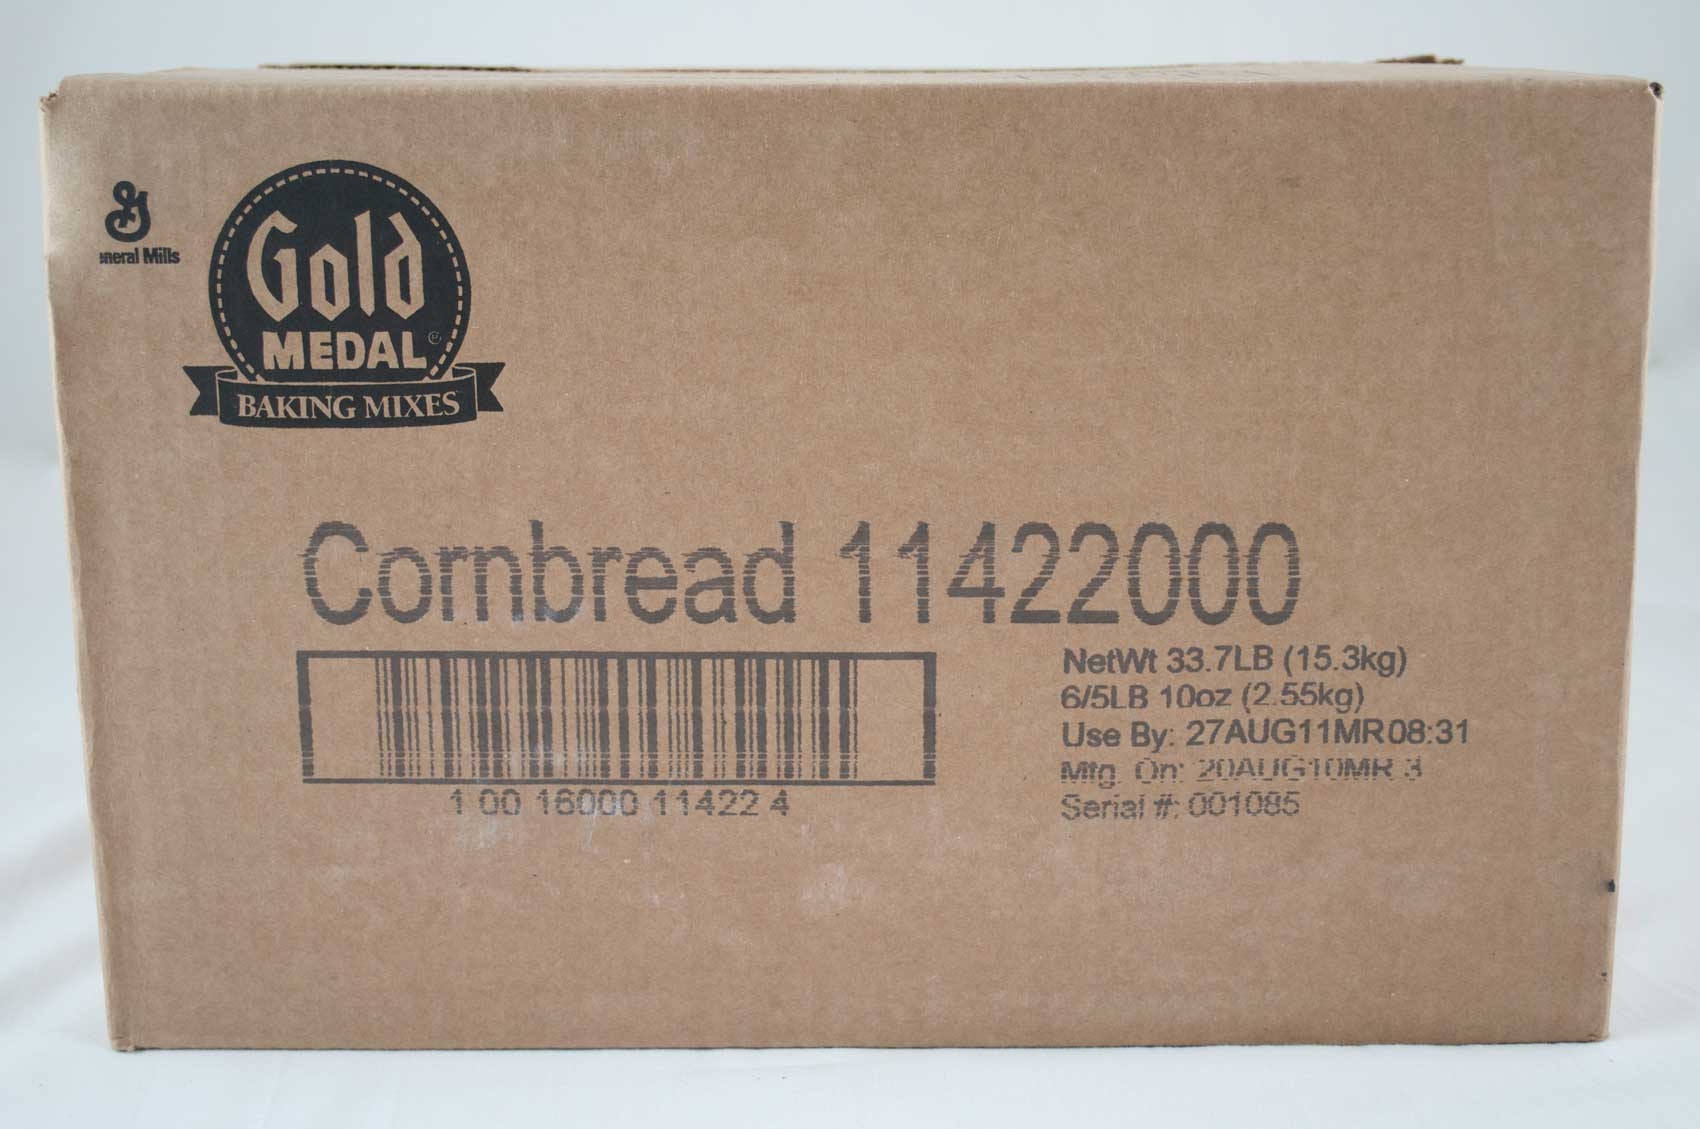 eneral Mills
Gold
MEDAL®
BAKING MIXES
Cornbread 11422000
1 00 16000 11422 4
NetWt 33.7LB (15.3kg)
6/5LB 10oz (2.55kg)
Use By: 27AUG11MR08:31
Mfg. On: 20AUG10MR 3
Serial #: 001085